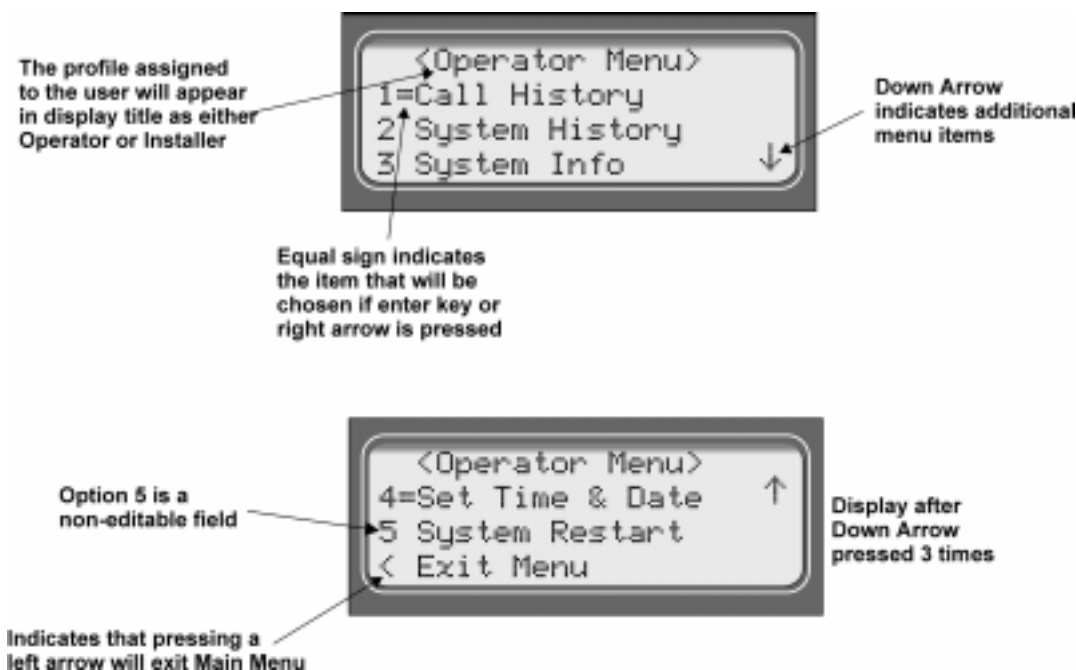 The profile assigned
to the user will appear
in display title as either
Operator or Installer
<Operator Menu>
1=Call History
2 System History
3 System Info ↓
Down Arrow
indicates additional
menu items
Equal sign indicates
the item that will be
chosen if enter key or
right arrow is pressed
Option 5 is a
non-editable field
<Operator Menu>
4=Set Time & Date ↑
5 System Restart
< Exit Menu
Display after
Down Arrow
pressed 3 times
Indicates that pressing a
left arrow will exit Main Menu